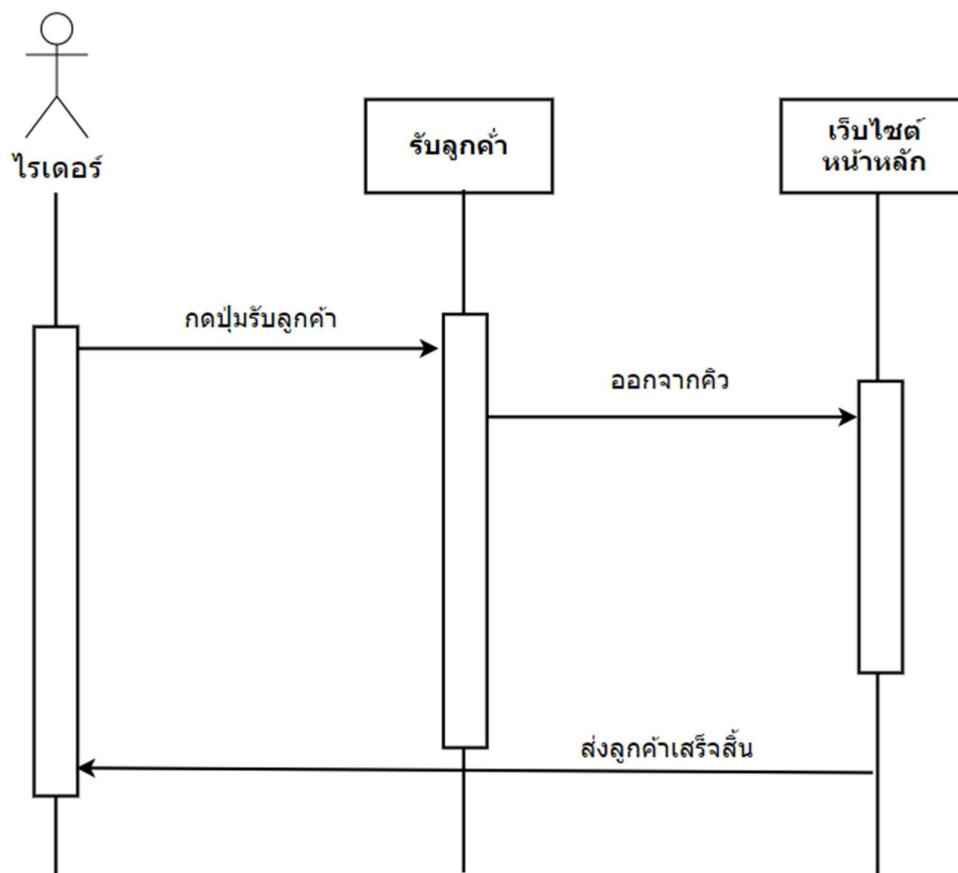 ไรเดอร์
รับลูกค้า
เว็บไซต์
หน้าหลัก
กดปุ่มรับลูกค้า
ออกจากคิว
ส่งลูกค้าเสร็จสิ้น